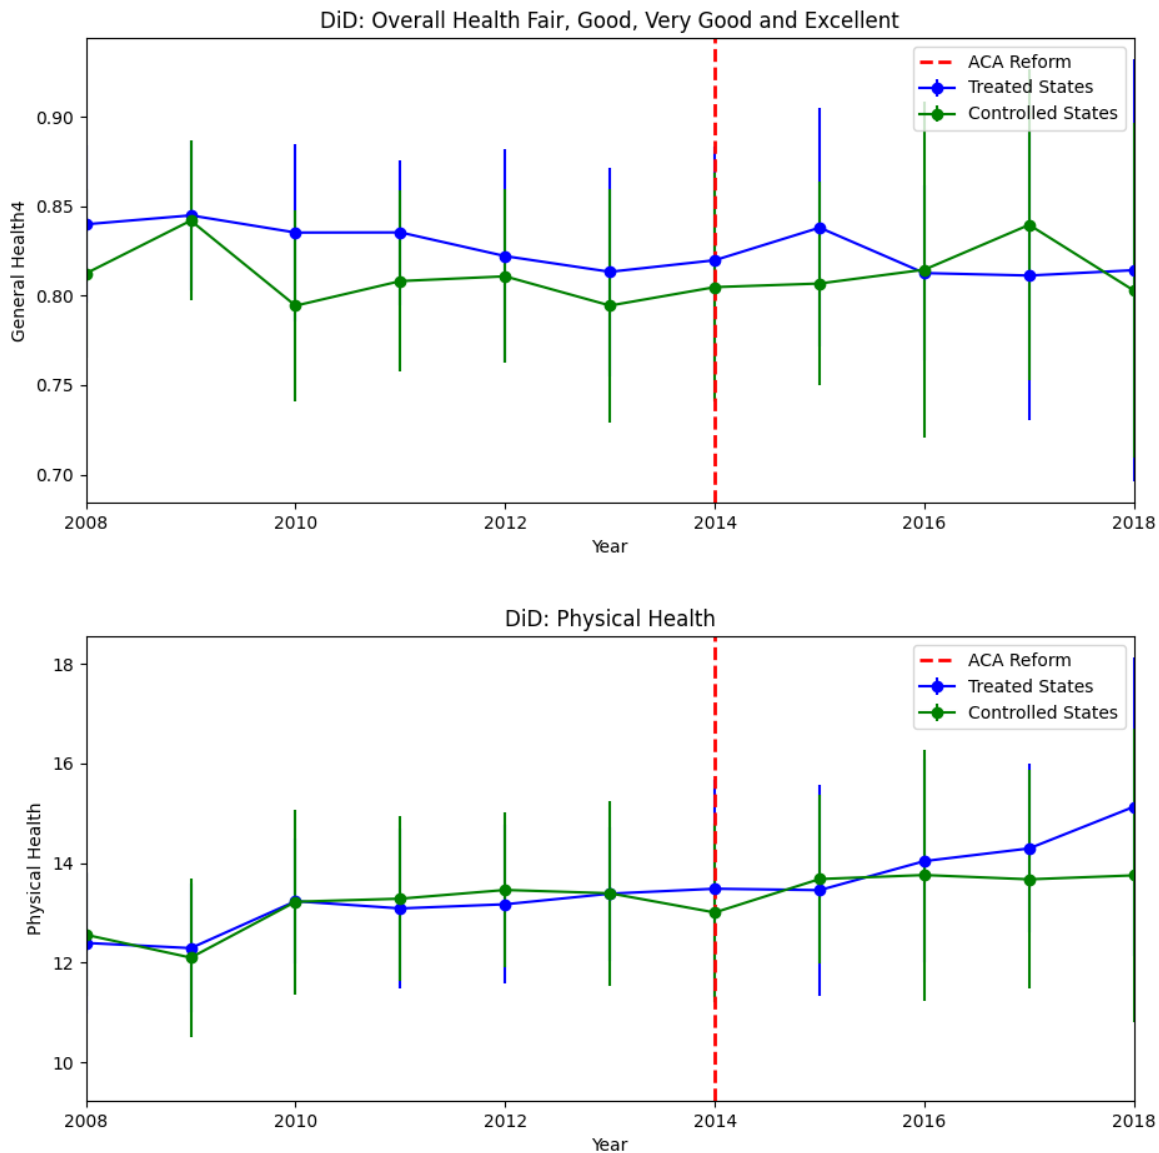 DiD: Overall Health Fair, Good, Very Good and Excellent
ACA Reform
Treated States
Controlled States
General Health4
0.90
0.85
0.80
0.75
0.70
2008 2010 2012 2014 2016 2018
Year
DiD: Physical Health
ACA Reform
Treated States
Controlled States
Physical Health
18
16
14
12
10
2008 2010 2012 2014 2016 2018
Year